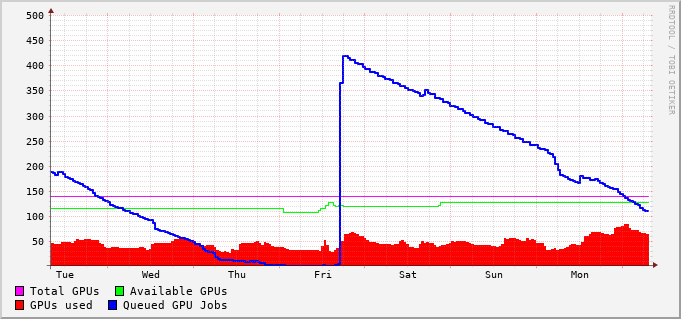 500
450
400
350
300
250
200
150
100
50
Tue Wed Thu Fri Sat Sun Mon
Total GPUs Available GPUs
GPUs used Queued GPU Jobs
RRDTOOL / TOBI OETIKER